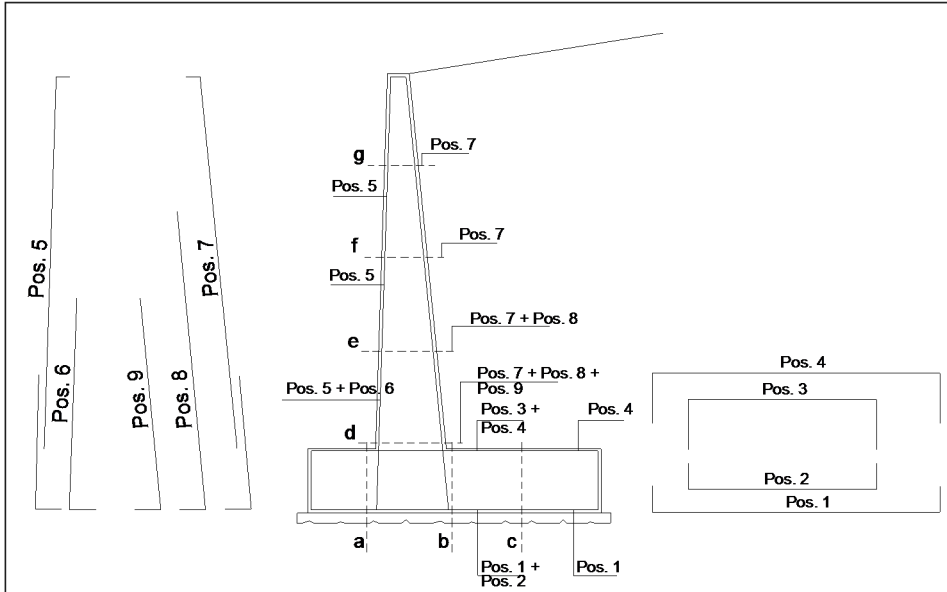 Pos. 5
Pos. 6
Pos. 9
Pos. 8
Pos. 7
g
Pos. 7
Pos. 5
f
Pos. 7
Pos. 5
e
Pos. 7 + Pos. 8
Pos. 5 + Pos. 6
Pos. 7 + Pos. 8 +
Pos. 9
d
Pos. 3 +
Pos. 4
Pos. 4
a
b
c
Pos. 1 +
Pos. 2
Pos. 1
Pos. 4
Pos. 3
Pos. 2
Pos. 1